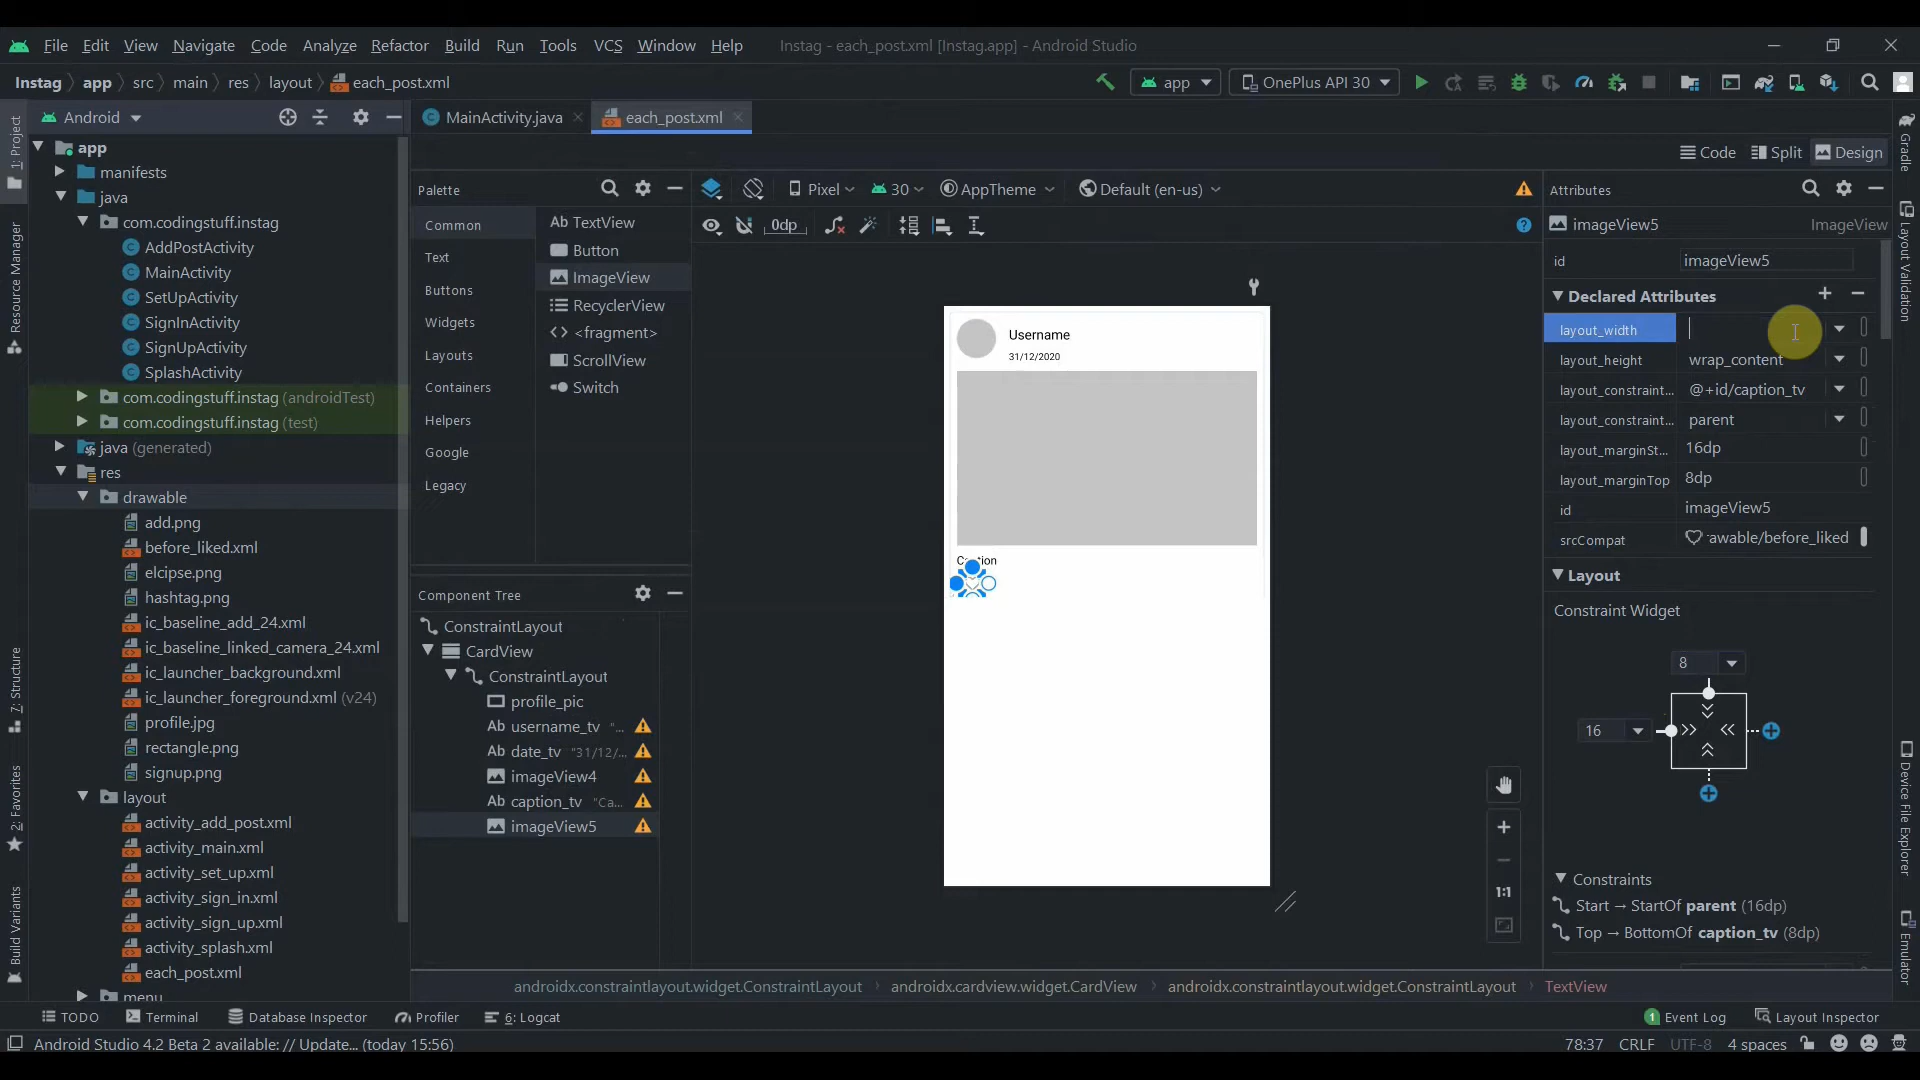 File Edit View Navigate Code Analyze Refactor Build Run Tools VCS Window Help Instag - each_post.xml [Instag.app] - Android Studio
Instag app src main res layout each_post.xml app OnePlus API 30
Android MainActivity.java each_post.xml
Code Split Design
1: Project
Resource Manager
7: Structure
2: Favorites
Build Variants
app
manifests
java
com.codingstuff.instag
AddPostActivity
MainActivity
SetUpActivity
SignInActivity
SignUpActivity
SplashActivity
com.codingstuff.instag (androidTest)
com.codingstuff.instag (test)
java (generated)
res
drawable
add.png
before_liked.xml
elcipse.png
hashtag.png
ic_baseline_add_24.xml
ic_baseline_linked_camera_24.xml
ic_launcher_background.xml
ic_launcher_foreground.xml (v24)
profile.jpg
rectangle.png
signup.png
layout
activity_add_post.xml
activity_main.xml
activity_set_up.xml
activity_sign_in.xml
activity_sign_up.xml
activity_splash.xml
each_post.xml
menu
Palette
Common
Text
Buttons
Widgets
Layouts
Containers
Helpers
Google
Legacy
Ab TextView
Button
ImageView
RecyclerView
<> <fragment>
ScrollView
Switch
Component Tree
ConstraintLayout
CardView
ConstraintLayout
profile_pic
Ab username_tv "...
Ab date_tv "31/12/...
imageView4
Ab caption_tv "Ca...
imageView5
Pixel 30 AppTheme Default (en-us)
0dp
Username
31/12/2020
1:1
Attributes
imageView5 ImageView
id imageView5
Declared Attributes
layout_width
layout_height wrap_content
layout_constraint... @+id/caption_tv
layout_constraint... parent
layout_marginSt... 16dp
layout_marginTop 8dp
id imageView5
srcCompat awable/before_liked
Layout
Constraint Widget
8
16
Constraints
Start → StartOf parent (16dp)
Top → BottomOf caption_tv (8dp)
Gradle
Layout Validation
Device File Explorer
Emulator
androidx.constraintlayout.widget.ConstraintLayout androidx.cardview.widget.CardView androidx.constraintlayout.widget.ConstraintLayout TextView
TODO Terminal Database Inspector Profiler 6: Logcat 1 Event Log Layout Inspector
Android Studio 4.2 Beta 2 available: // Update... (today 15:56) 78:37 CRLF UTF-8 4 spaces